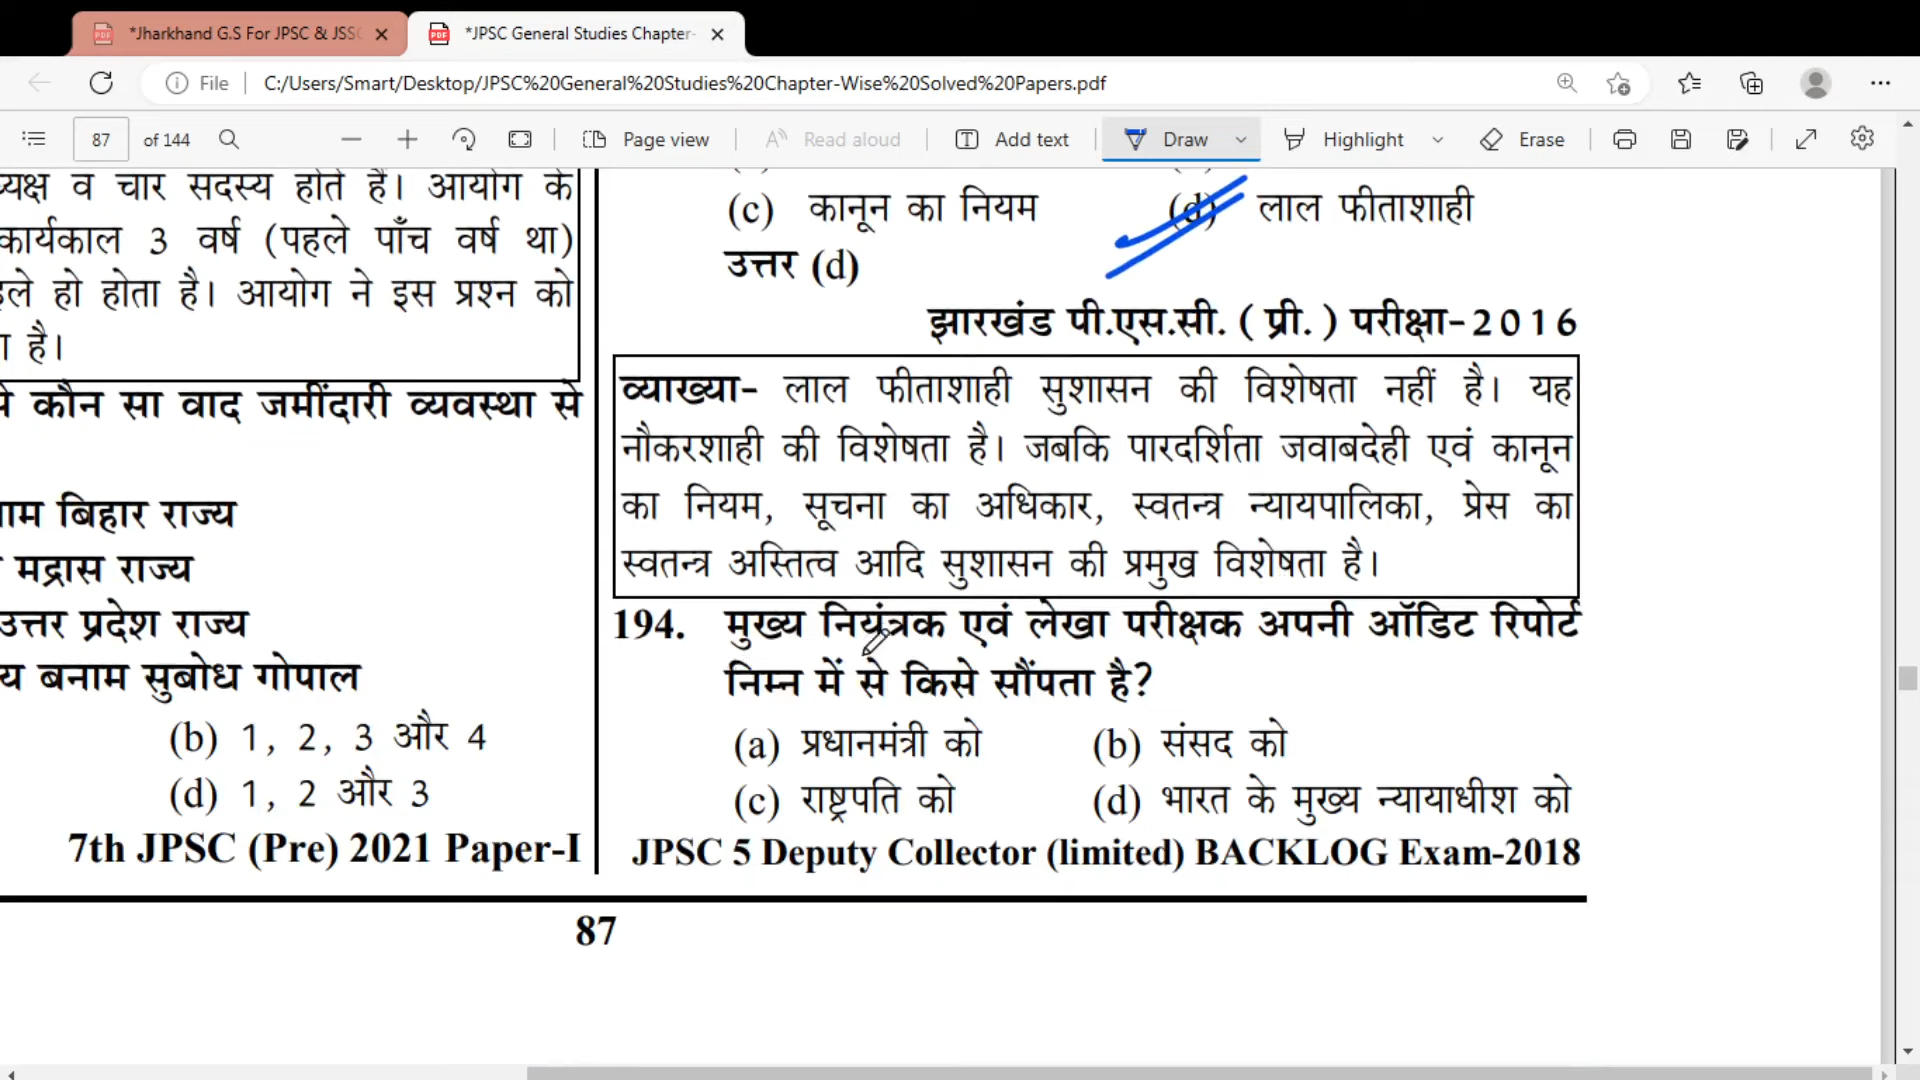 *Jharkhand G.S For JPSC & JSSC
*JPSC General Studies Chapter-
File
C:/Users/Smart/Desktop/JPSC%20General%20Studies%20Chapter-Wise%20Solved%20Papers.pdf
87 of 144
Page view
Read aloud
Add text
Draw
Highlight
Erase
व चार सदस्य होते हैं। आयोग के
कार्यकाल 3 वर्ष (पहले पाँच वर्ष था)
हो होता है। आयोग ने इस प्रश्न को
है।
कौन सा वाद जमींदारी व्यवस्था से
बिहार राज्य
मद्रास राज्य
उत्तर प्रदेश राज्य
बनाम सुबोध गोपाल
(b) 1, 2, 3 और 4
(d) 1, 2 और 3
7th JPSC (Pre) 2021 Paper-I
(c) कानून का नियम (d) लाल फीताशाही
उत्तर (d)
झारखंड पी.एस.सी. ( प्री. ) परीक्षा-2016
व्याख्या- लाल फीताशाही सुशासन की विशेषता नहीं है। यह
नौकरशाही की विशेषता है। जबकि पारदर्शिता जवाबदेही एवं कानून
का नियम, सूचना का अधिकार, स्वतन्त्र न्यायपालिका, प्रेस का
स्वतन्त्र अस्तित्व आदि सुशासन की प्रमुख विशेषता है।
194. मुख्य नियंत्रक एवं लेखा परीक्षक अपनी ऑडिट रिपोर्ट
निम्न में से किसे सौंपता है?
(a) प्रधानमंत्री को (b) संसद को
(c) राष्ट्रपति को (d) भारत के मुख्य न्यायाधीश को
JPSC 5 Deputy Collector (limited) BACKLOG Exam-2018
87